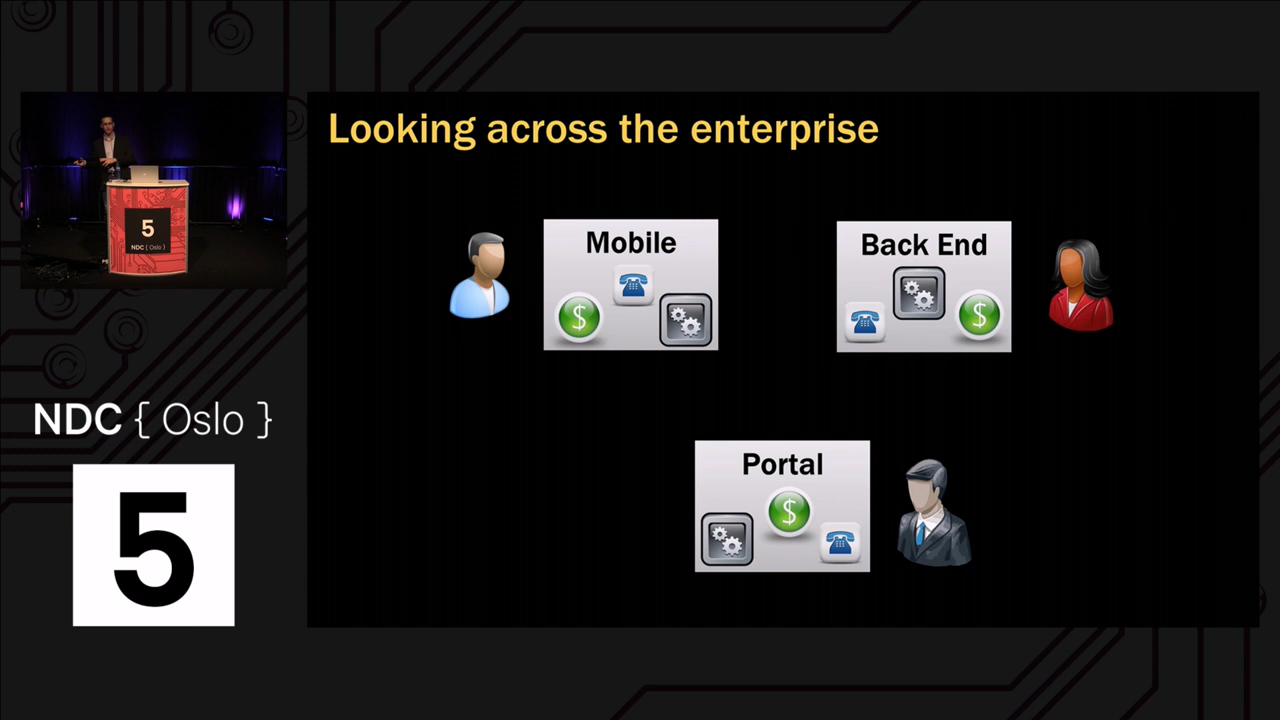 Looking across the enterprise
Mobile
$
Back End
$
Portal
$
5
NDC { Oslo }
NDC { Oslo }
5